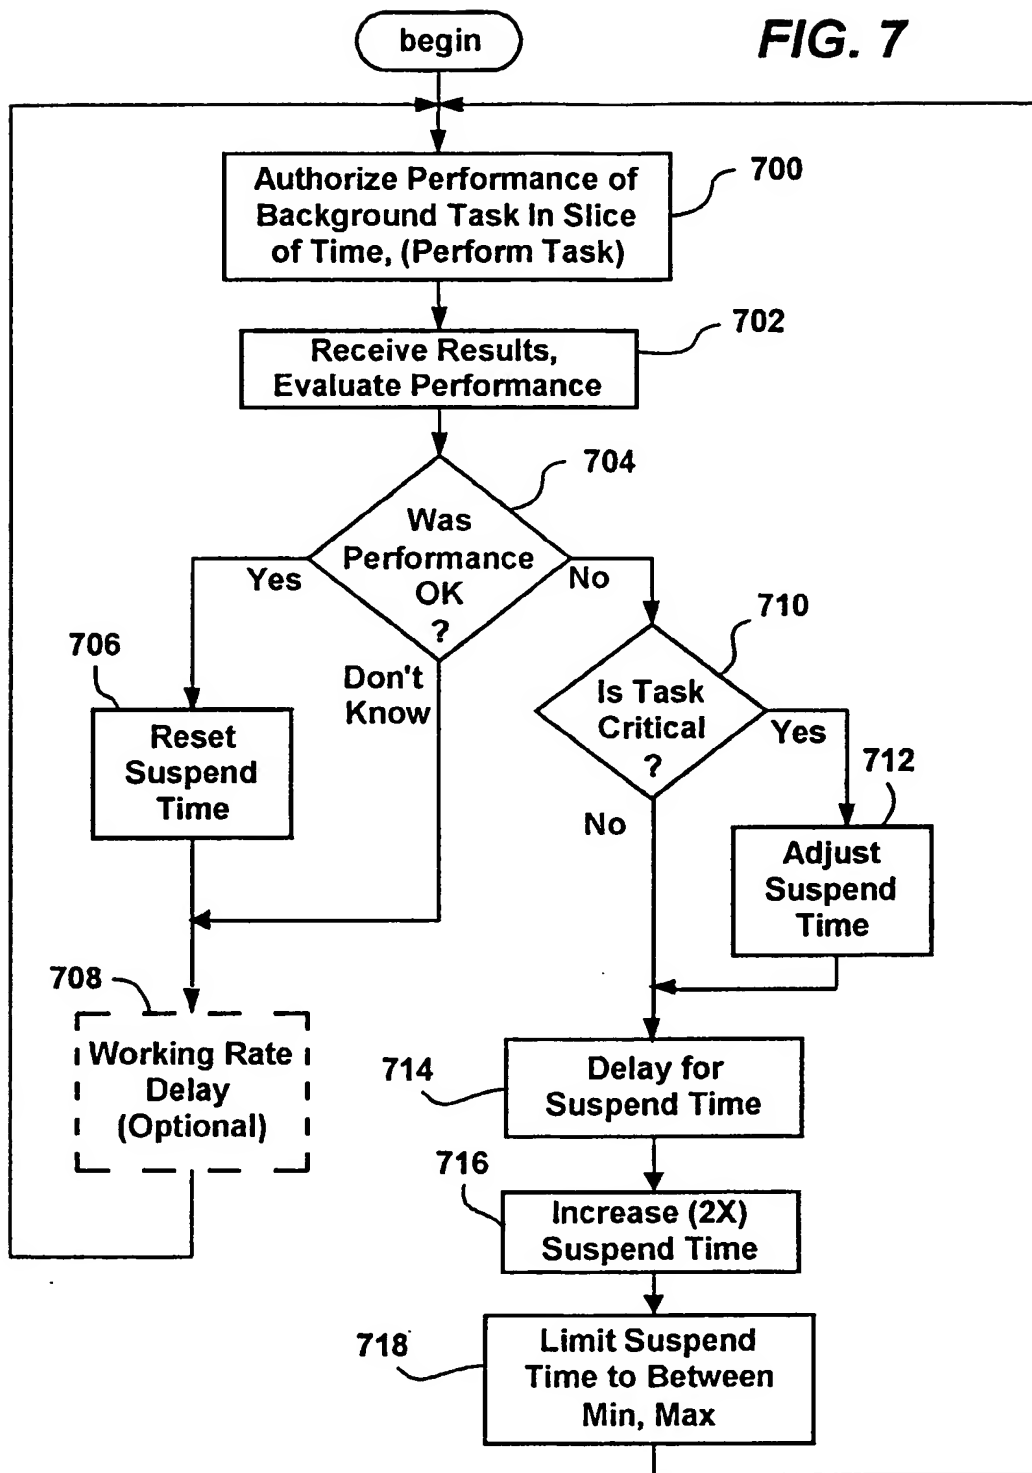 begin
FIG. 7
Authorize Performance of
Background Task in Slice
of Time, (Perform Task)
700
Receive Results,
Evaluate Performance
702
Was
Performance
OK
?
704
Yes
No
Don't
Know
706
Reset
Suspend
Time
710
Is Task
Critical
?
Yes
No
712
Adjust
Suspend
Time
708
Working Rate
Delay
(Optional)
714
Delay for
Suspend Time
716
Increase (2X)
Suspend Time
718
Limit Suspend
Time to Between
Min, Max